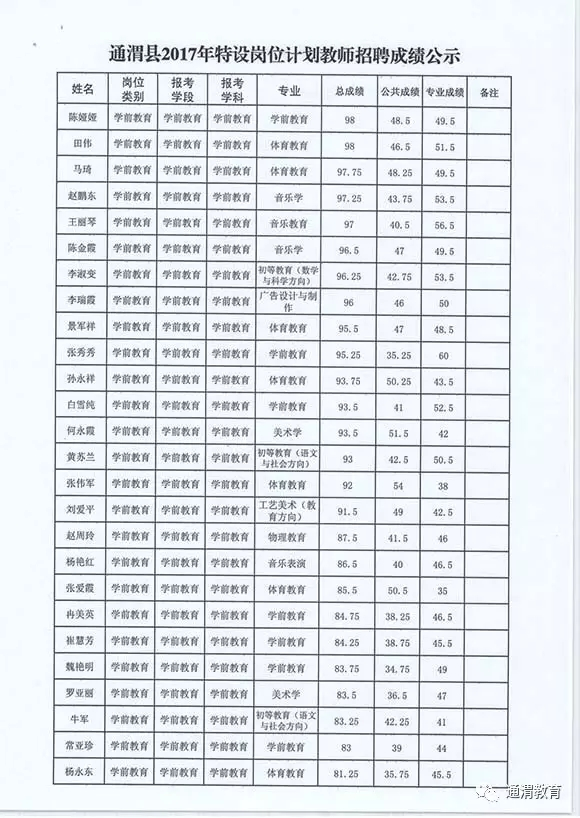 通渭县2017年特设岗位计划教师招聘成绩公示
姓名 岗位类别 报考学段 报考学科 专业 总成绩 公共成绩 专业成绩 备注
陈娅娅 学前教育 学前教育 学前教育 学前教育 98 48.5 49.5
田伟 学前教育 学前教育 学前教育 体育教育 98 46.5 51.5
马琦 学前教育 学前教育 学前教育 体育教育 97.75 48.25 49.5
赵鹏东 学前教育 学前教育 学前教育 音乐学 97.25 43.75 53.5
王丽琴 学前教育 学前教育 学前教育 音乐教育 97 40.5 56.5
陈金霞 学前教育 学前教育 学前教育 音乐学 96.5 47 49.5
李淑变 学前教育 学前教育 学前教育 初等教育（数学与科学方向） 96.25 42.75 53.5
李瑞霞 学前教育 学前教育 学前教育 广告设计与制作 96 46 50
景军祥 学前教育 学前教育 学前教育 体育教育 95.5 47 48.5
张秀秀 学前教育 学前教育 学前教育 学前教育 95.25 35.25 60
孙永祥 学前教育 学前教育 学前教育 体育教育 93.75 50.25 43.5
白雪纯 学前教育 学前教育 学前教育 学前教育 93.5 41 52.5
何永霞 学前教育 学前教育 学前教育 美术学 93.5 51.5 42
黄苏兰 学前教育 学前教育 学前教育 初等教育（语文与社会方向） 93 42.5 50.5
张伟军 学前教育 学前教育 学前教育 体育教育 92 54 38
刘爱平 学前教育 学前教育 学前教育 工艺美术（教育方向） 91.5 49 42.5
赵周玲 学前教育 学前教育 学前教育 物理教育 87.5 41.5 46
杨艳红 学前教育 学前教育 学前教育 音乐表演 86.5 40 46.5
张爱霞 学前教育 学前教育 学前教育 体育教育 85.5 50.5 35
冉美英 学前教育 学前教育 学前教育 学前教育 84.75 38.25 46.5
崔慧芳 学前教育 学前教育 学前教育 学前教育 84.25 38.75 45.5
魏艳明 学前教育 学前教育 学前教育 学前教育 83.75 34.75 49
罗亚丽 学前教育 学前教育 学前教育 美术学 83.5 36.5 47
牛军 学前教育 学前教育 学前教育 初等教育（语文与社会方向） 83.25 42.25 41
常亚珍 学前教育 学前教育 学前教育 学前教育 83 39 44
杨永东 学前教育 学前教育 学前教育 体育教育 81.25 35.75 45.5
通渭教育